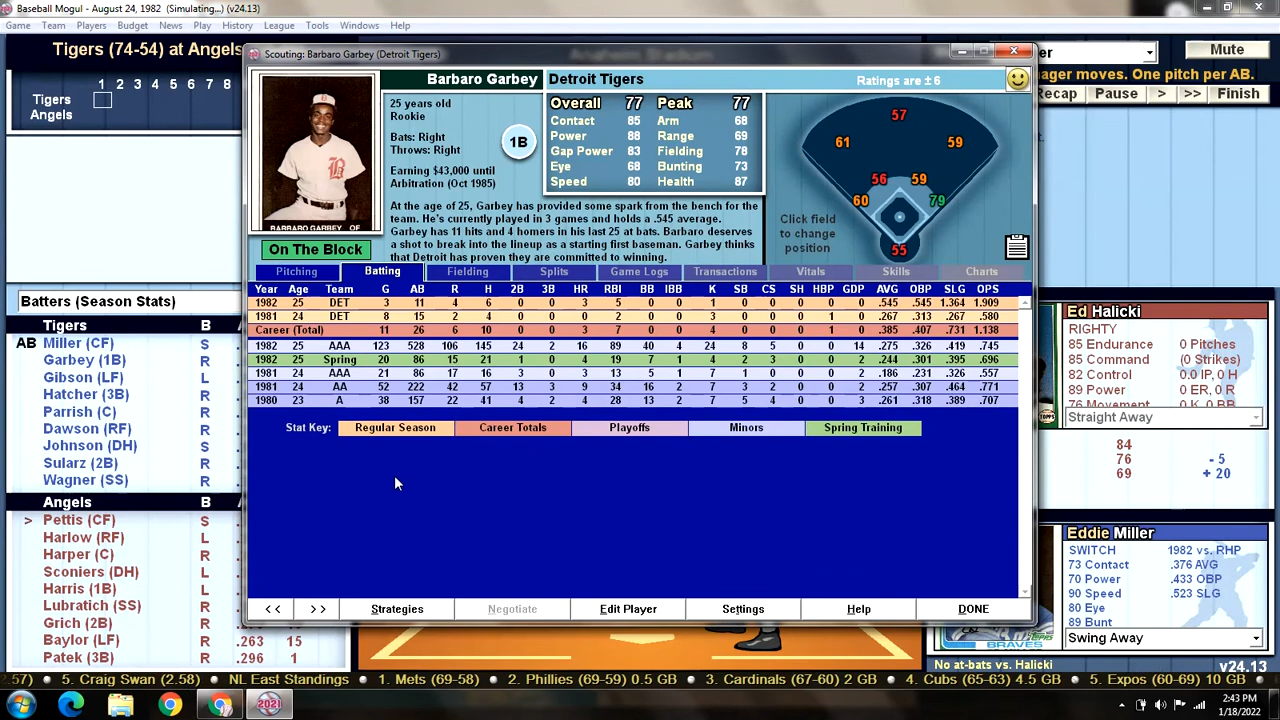 Baseball Mogul - August 24, 1982 (Simulating...) (v24.13)
Game Team Players Budget News Play History League Tools Windows Help
Tigers (74-54) at Angels
1 2 3 4 5 6 7 8
Tigers
Angels
Mute
ager moves. One pitch per AB.
Recap Pause > >> Finish
Scouting: Barbaro Garbey (Detroit Tigers)
Barbaro Garbey
Detroit Tigers
Ratings are ± 6
25 years old
Rookie
Bats: Right
Throws: Right
Earning $43,000 until
Arbitration (Oct 1985)
1B
Overall 77 Peak 77
Contact 85 Arm 68
Power 88 Range 69
Gap Power 83 Fielding 78
Eye 68 Bunting 73
Speed 80 Health 87
57
61 59
56 59
60 79
55
Click field
to change
position
BARBARO GARBEY OF
On The Block
At the age of 25, Garbey has provided some spark from the bench for the
team. He's currently played in 3 games and holds a .545 average.
Garbey has 11 hits and 4 homers in his last 25 at bats. Barbaro deserves
a shot to break into the lineup as a starting first baseman. Garbey thinks
that Detroit has proven they are committed to winning.
Pitching Batting Fielding Splits Game Logs Transactions Vitals Skills Charts
Year Age Team G AB R H 2B 3B HR RBI BB IBB K SB CS SH HBP GDP AVG OBP SLG OPS
1982 25 DET 3 11 4 6 0 0 3 5 0 0 1 0 0 0 0 0 .545 .545 1.364 1.909
1981 24 DET 8 15 2 4 0 0 0 2 0 0 3 0 0 0 1 0 .267 .313 .267 .580
Career (Total) 11 26 6 10 0 0 3 7 0 0 4 0 0 0 1 0 .385 .407 .731 1.138
1982 25 AAA 123 528 106 145 24 2 16 89 40 4 24 8 5 0 0 14 .275 .326 .419 .745
1982 25 Spring 20 86 15 21 1 0 4 19 7 1 4 2 3 0 0 2 .244 .301 .395 .696
1981 24 AAA 21 86 17 16 3 0 3 13 5 1 7 1 0 0 0 2 .186 .231 .326 .557
1981 24 AA 52 222 42 57 13 3 9 34 16 2 7 3 2 0 0 2 .257 .307 .464 .771
1980 23 A 38 157 22 41 4 2 4 28 13 2 7 5 4 0 0 3 .261 .318 .389 .707
Stat Key: Regular Season Career Totals Playoffs Minors Spring Training
<< >> Strategies Negotiate Edit Player Settings Help DONE
Batters (Season Stats)
Tigers B
AB Miller (CF) S
Garbey (1B) R
Gibson (LF) L
Hatcher (3B) R
Parrish (C) R
Dawson (RF) R
Johnson (DH) S
Sularz (2B) R
Wagner (SS) R
Angels B
> Pettis (CF) S
Harlow (RF) L
Harper (C) R
Sconiers (DH) L
Harris (1B) L
Lubratich (SS) R
Grich (2B) R
Baylor (LF) R .263 15
Patek (3B) R .296 1
Ed Halicki
RIGHTY
85 Endurance 0 Pitches
85 Command (0 Strikes)
82 Control 0.0 IP, 0 H
89 Power 0 ER, 0 R
76 Movement 0 K, 0 BB
TOPPS
Straight Away
84
76 - 5
69 + 20
Eddie Miller
SWITCH 1982 vs. RHP
73 Contact .376 AVG
70 Power .433 OBP
90 Speed .523 SLG
80 Eye
89 Bunt
BRAVES
Swing Away
No at-bats vs. Halicki
v24.13
2.57) • 5. Craig Swan (2.58) • NL East Standings • 1. Mets (69-58) • 2. Phillies (69-59) 0.5 GB • 3. Cardinals (67-60) 2 GB • 4. Cubs (65-63) 4.5 GB • 5. Expos (60-69) 10 GB •
2021
2:43 PM
1/18/2022